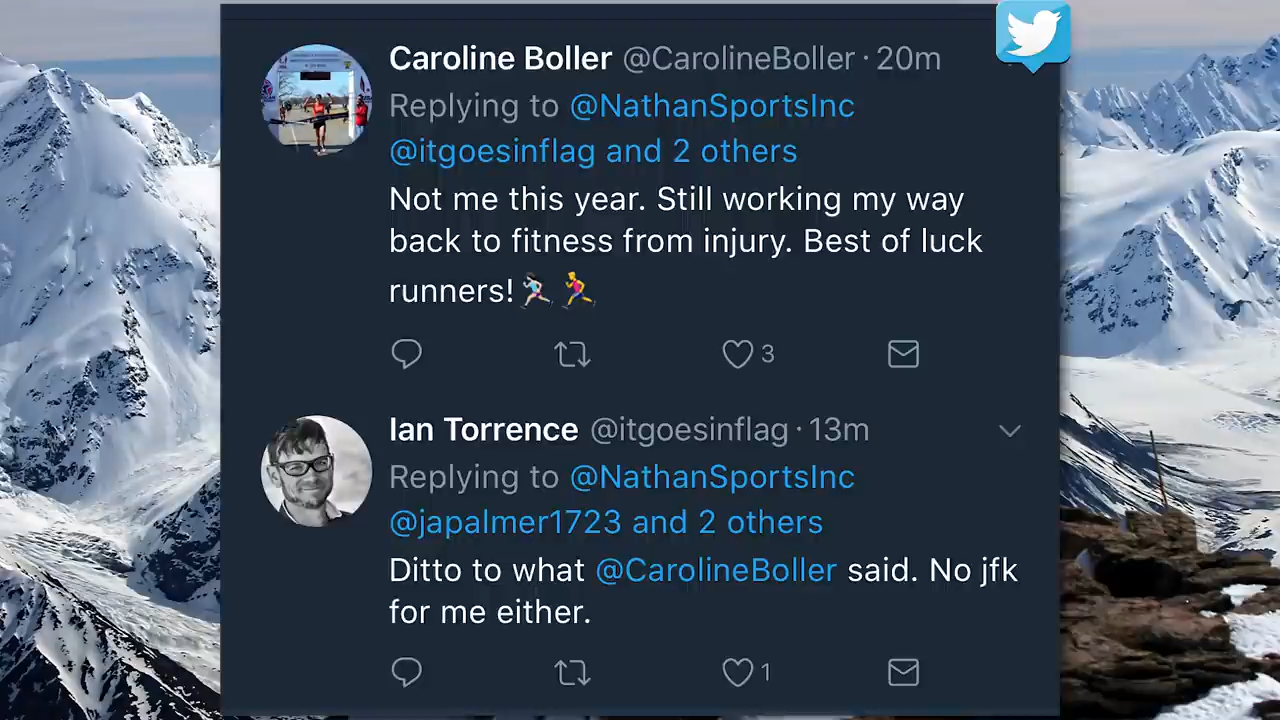 Caroline Boller @CarolineBoller · 20m
Replying to @NathanSportsInc
@itgoesinflag and 2 others
Not me this year. Still working my way
back to fitness from injury. Best of luck
runners!🏃🏻‍♀️🏃
3
Ian Torrence @itgoesinflag · 13m
Replying to @NathanSportsInc
@japalmer1723 and 2 others
Ditto to what @CarolineBoller said. No jfk
for me either.
1